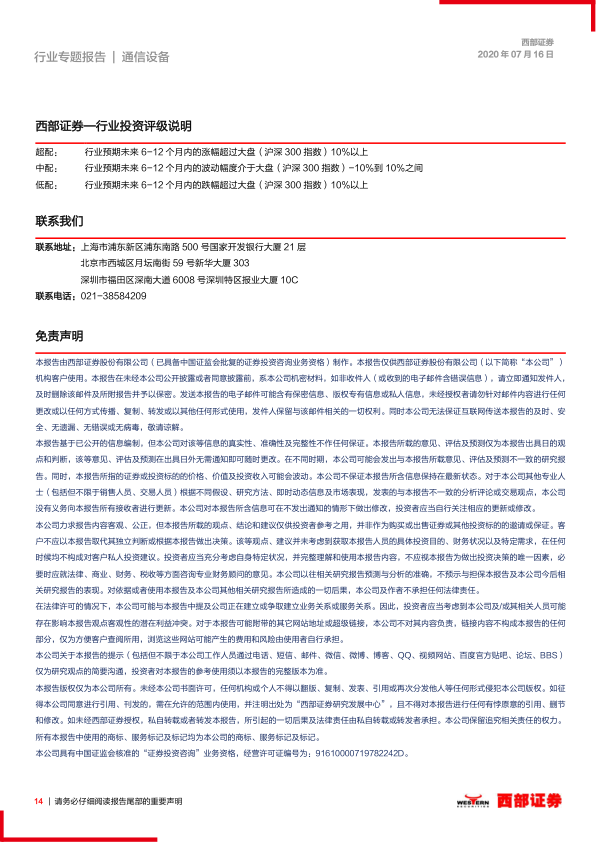 西部证券
行业专题报告 | 通信设备
2020 年 07 月 16 日
西部证券—行业投资评级说明
超配： 行业预期未来 6-12 个月内的涨幅超过大盘（沪深 300 指数）10%以上
中配： 行业预期未来 6-12 个月内的波动幅度介于大盘（沪深 300 指数）-10%到 10%之间
低配： 行业预期未来 6-12 个月内的跌幅超过大盘（沪深 300 指数）10%以上
联系我们
联系地址：上海市浦东新区浦东南路 500 号国家开发银行大厦 21 层
北京市西城区月坛南街 59 号新华大厦 303
深圳市福田区深南大道 6008 号深圳特区报业大厦 10C
联系电话：021-38584209
免责声明
本报告由西部证券股份有限公司（已具备中国证监会批复的证券投资咨询业务资格）制作。本报告仅供西部证券股份有限公司（以下简称“本公司”）
机构客户使用。本报告在未经本公司公开披露或者同意披露前，系本公司机密材料，如非收件人（或收到的电子邮件含错误信息），请立即通知发件人，
及时删除该邮件及所附报告并予以保密。发送本报告的电子邮件可能含有保密信息、版权专有信息或私人信息，未经授权者请勿针对邮件内容进行任何
更改或以任何方式传播、复制、转发或以其他任何形式使用，发件人保留与该邮件相关的一切权利。同时本公司无法保证互联网传送本报告的及时、安
全、无遗漏、无错误或无病毒，敬请谅解。
本报告基于已公开的信息编制，但本公司对该等信息的真实性、准确性及完整性不作任何保证。本报告所载的意见、评估及预测仅为本报告出具日的观
点和判断，该等意见、评估及预测在出具日外无需通知即可随时更改。在不同时期，本公司可能会发出与本报告所载意见、评估及预测不一致的研究报
告。同时，本报告所指的证券或投资标的的价格、价值及投资收入可能会波动。本公司不保证本报告所含信息保持在最新状态。对于本公司其他专业人
士（包括但不限于销售人员、交易人员）根据不同假设、研究方法、即时动态信息及市场表现，发表的与本报告不一致的分析评论或交易观点，本公司
没有义务向本报告所有接收者进行更新。本公司对本报告所含信息可在不发出通知的情形下做出修改，投资者应当自行关注相应的更新或修改。
本公司力求报告内容客观、公正，但本报告所载的观点、结论和建议仅供投资者参考之用，并非作为购买或出售证券或其他投资标的的邀请或保证。客
户不应以本报告取代其独立判断或根据本报告做出决策。该等观点、建议并未考虑到获取本报告人员的具体投资目的、财务状况以及特定需求，在任何
时候均不构成对客户私人投资建议。投资者应当充分考虑自身特定状况，并完整理解和使用本报告内容，不应视本报告为做出投资决策的唯一因素，必
要时应就法律、商业、财务、税收等方面咨询专业财务顾问的意见。本公司以往相关研究报告预测与分析的准确，不预示与担保本报告及本公司今后相
关研究报告的表现。对依据或者使用本报告及本公司其他相关研究报告所造成的一切后果，本公司及作者不承担任何法律责任。
在法律许可的情况下，本公司可能与本报告中提及公司正在建立或争取建立业务关系或服务关系。因此，投资者应当考虑到本公司及/或其相关人员可能
存在影响本报告观点客观性的潜在利益冲突。对于本报告可能附带的其它网站地址或超级链接，本公司不对其内容负责，链接内容不构成本报告的任何
部分，仅为方便客户查阅所用，浏览这些网站可能产生的费用和风险由使用者自行承担。
本公司关于本报告的提示（包括但不限于本公司工作人员通过电话、短信、邮件、微信、微博、博客、QQ、视频网站、百度官方贴吧、论坛、BBS）
仅为研究观点的简要沟通，投资者对本报告的参考使用须以本报告的完整版本为准。
本报告版权仅为本公司所有。未经本公司书面许可，任何机构或个人不得以翻版、复制、发表、引用或再次分发他人等任何形式侵犯本公司版权。如征
得本公司同意进行引用、刊发的，需在允许的范围内使用，并注明出处为“西部证券研究发展中心”，且不得对本报告进行任何有悖原意的引用、删节
和修改。如未经西部证券授权，私自转载或者转发本报告，所引起的一切后果及法律责任由私自转载或转发者承担。本公司保留追究相关责任的权力。
所有本报告中使用的商标、服务标记及标记均为本公司的商标、服务标记及标记。
本公司具有中国证监会核准的“证券投资咨询”业务资格，经营许可证编号为：91610000719782242D。
14 | 请务必仔细阅读报告尾部的重要声明
WESTERN
SECURITIES
西部证券